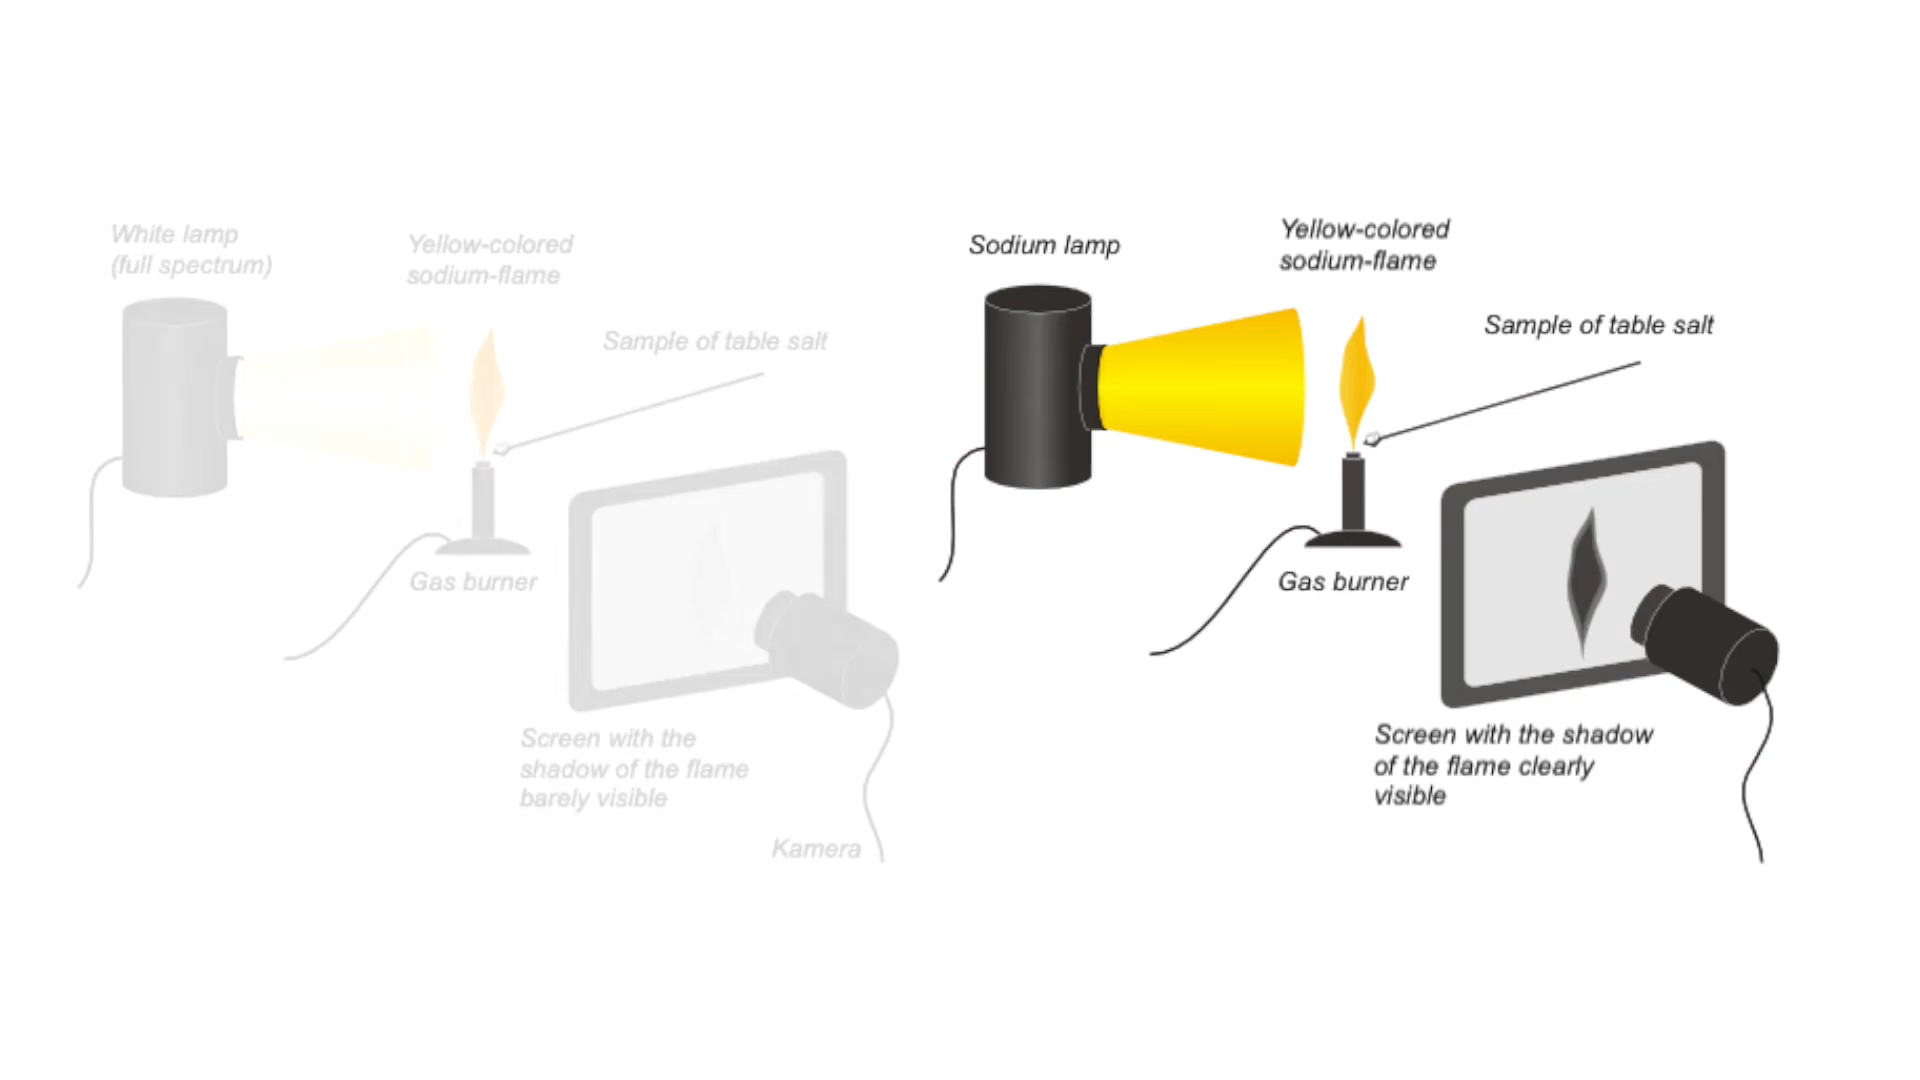 White lamp
(full spectrum)
Yellow-colored
sodium-flame
Sample of table salt
Gas burner
Screen with the
shadow of the flame
barely visible
Kamera
Sodium lamp
Yellow-colored
sodium-flame
Sample of table salt
Gas burner
Screen with the shadow
of the flame clearly
visible